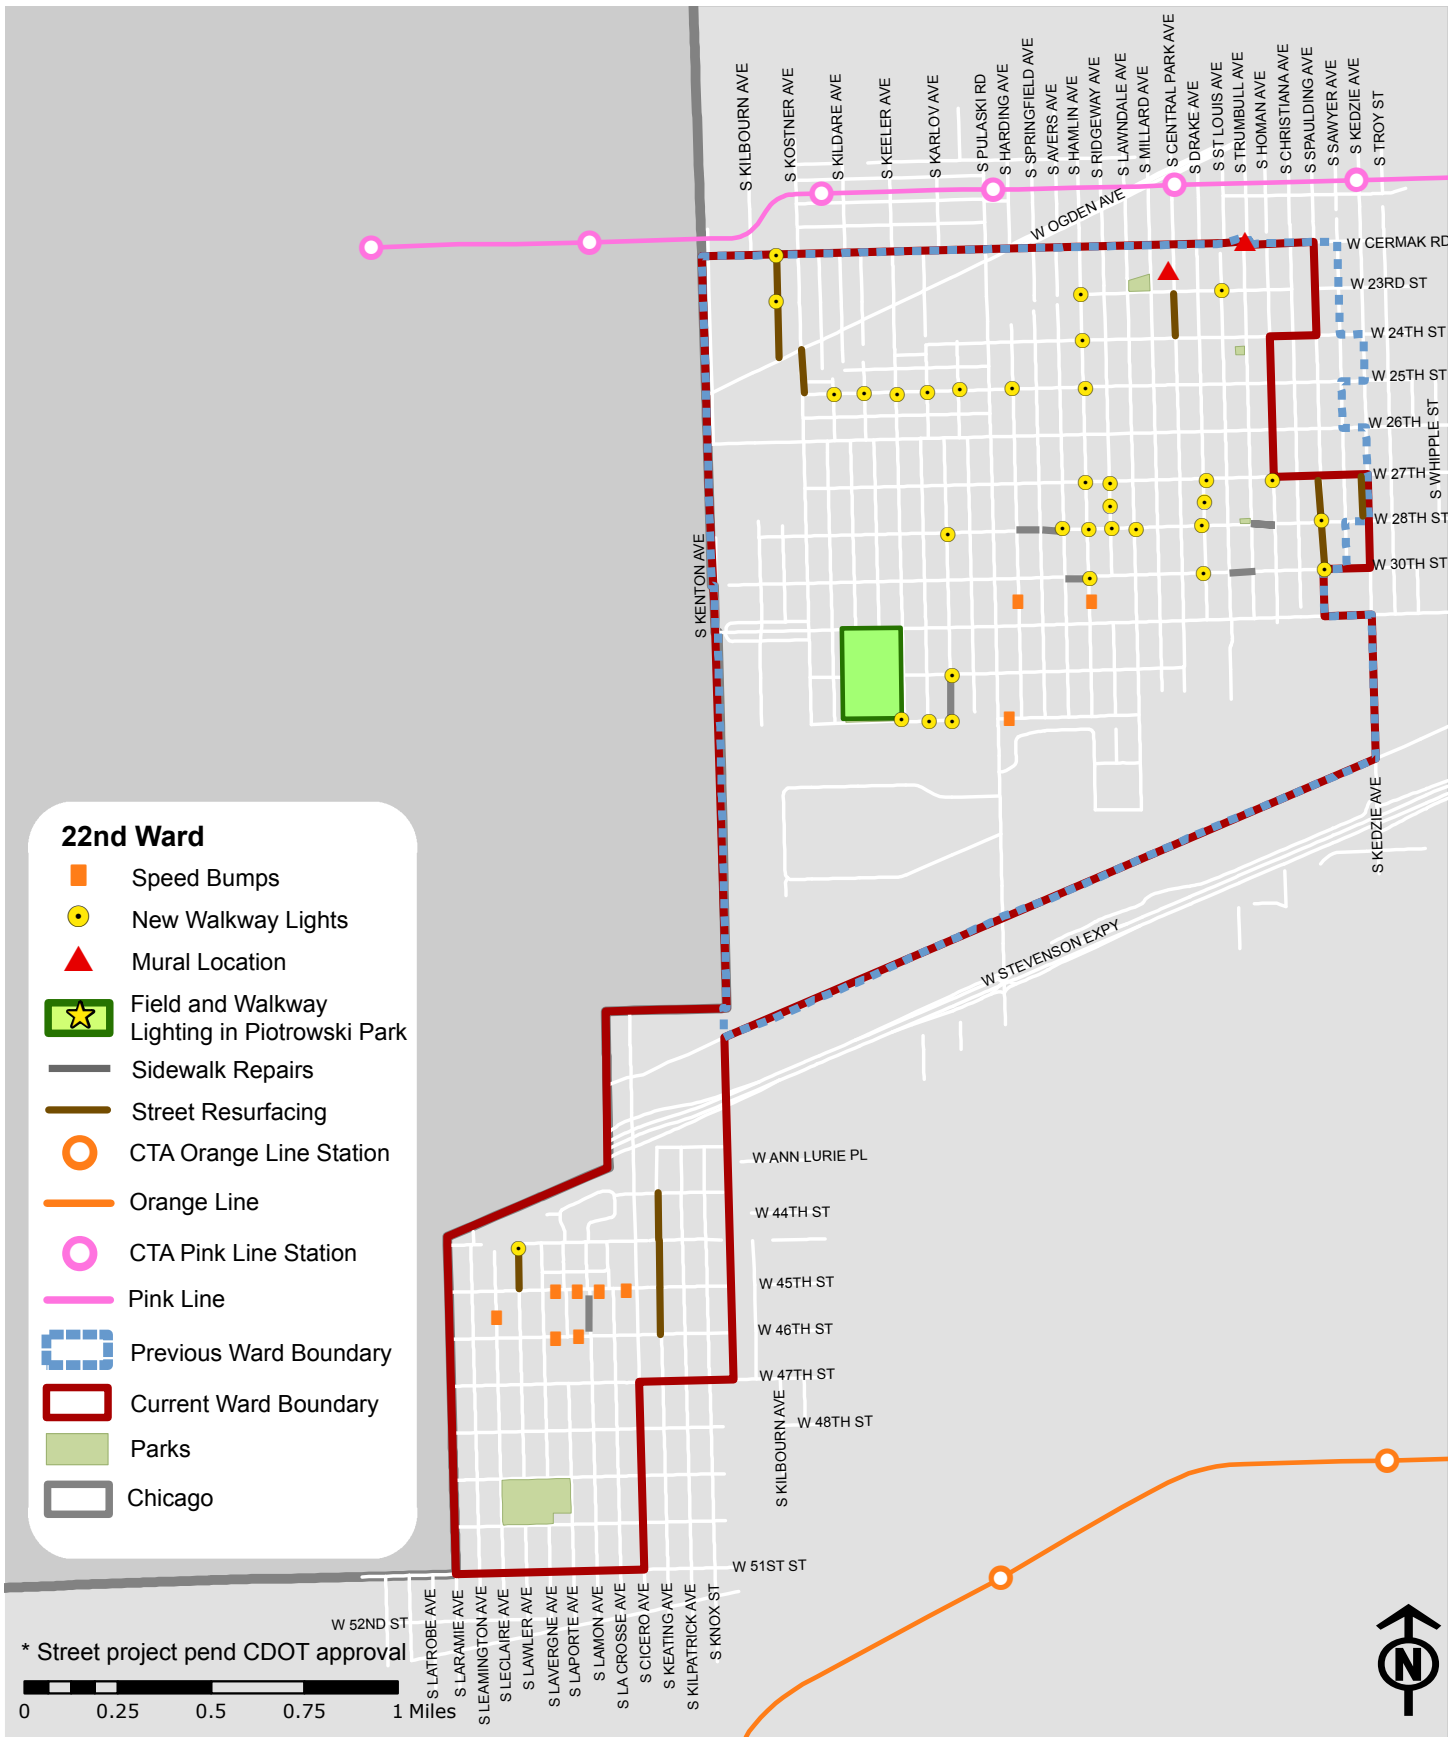 S KILBOURN AVE
S KOSTNER AVE
S KILDARE AVE
S KEELER AVE
S KARLOV AVE
S PULASKI RD
S HARDING AVE
S SPRINGFIELD AVE
S AVERS AVE
S HAMLIN AVE
S RIDGEWAY AVE
S LAWNDALE AVE
S MILLARD AVE
S CENTRAL PARK AVE
S DRAKE AVE
S ST LOUIS AVE
S TRUMBULL AVE
S HOMAN AVE
S CHRISTIANA AVE
S SPAULDING AVE
S SAWYER AVE
S KEDZIE AVE
S TROY ST
W OGDEN AVE
W CERMAK RD
W 23RD ST
W 24TH ST
W 25TH ST
W 26TH
S WHIPPLE ST
W 27TH
W 28TH ST
W 30TH ST
S KENTON AVE
S KEDZIE AVE
W STEVENSON EXPY
22nd Ward
Speed Bumps
New Walkway Lights
Mural Location
Field and Walkway
Lighting in Piotrowski Park
Sidewalk Repairs
Street Resurfacing
CTA Orange Line Station
Orange Line
CTA Pink Line Station
Pink Line
Previous Ward Boundary
Current Ward Boundary
Parks
Chicago
W ANN LURIE PL
W 44TH ST
W 45TH ST
W 46TH ST
W 47TH ST
S KILBOURN AVE
W 48TH ST
W 51ST ST
W 52ND ST
S LATROBE AVE
S LARAMIE AVE
S LEAMINGTON AVE
S LECLAIRE AVE
S LAWLER AVE
S LAVERGNE AVE
S LAPORTE AVE
S LAMON AVE
S LA CROSSE AVE
S CICERO AVE
S KEATING AVE
S KILPATRICK AVE
S KNOX ST
* Street project pend CDOT approval
0 0.25 0.5 0.75 1 Miles
N